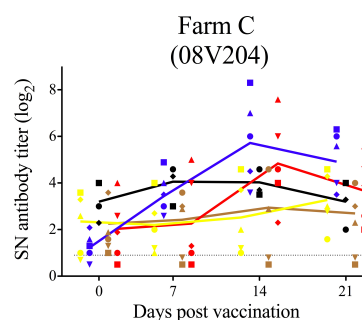 Farm C
(08V204)
SN antibody titer (log2)
8
6
4
2
0
0 7 14 21
Days post vaccination